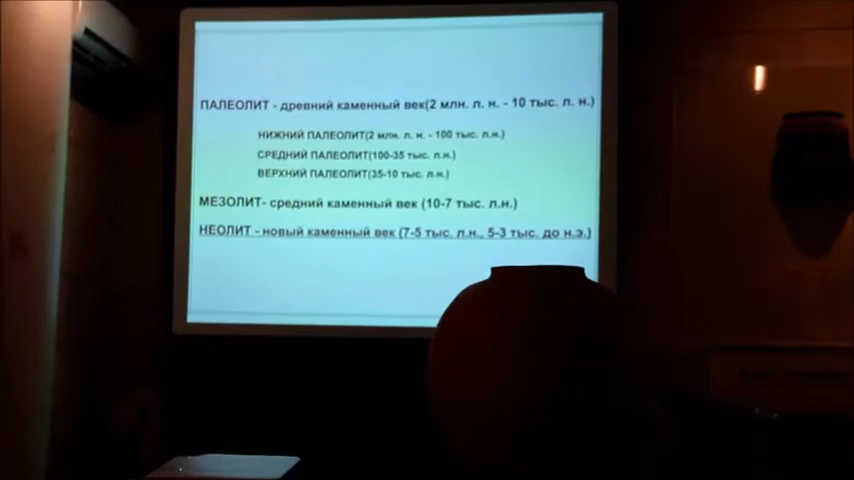 ПАЛЕОЛИТ - древний каменный век(2 млн. л. н. - 10 тыс. л. н.)
НИЖНИЙ ПАЛЕОЛИТ(2 млн. л. н. - 100 тыс. л.н.)
СРЕДНИЙ ПАЛЕОЛИТ(100-35 тыс. л.н.)
ВЕРХНИЙ ПАЛЕОЛИТ(35-10 тыс. л.н.)
МЕЗОЛИТ- средний каменный век (10-7 тыс. л.н.)
НЕОЛИТ - новый каменный век (7-5 тыс. л.н., 5-3 тыс. до н.э.)